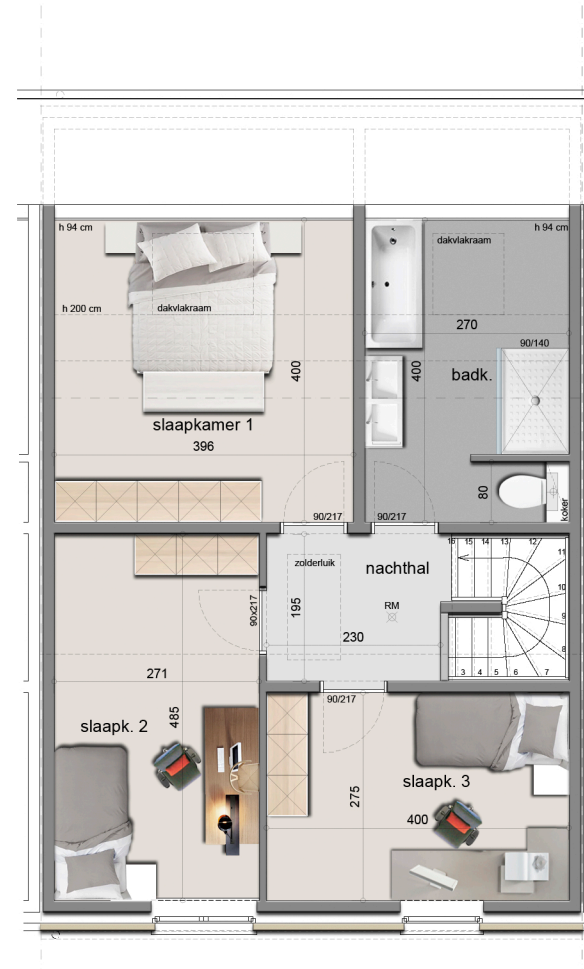 h 94 cm
h 94 cm
dakvlakraam
dakvlakraam
h 200 cm
270
90/140
400
400
badk.
slaapkamer 1
396
80
koker
90/217
90/217
zolderluik
nachthal
16 15 14 13 12
11
10
9
8
195
90x217
RM
230
3 4 5 6 7
271
90/217
485
slaapk. 2
slaapk. 3
275
400